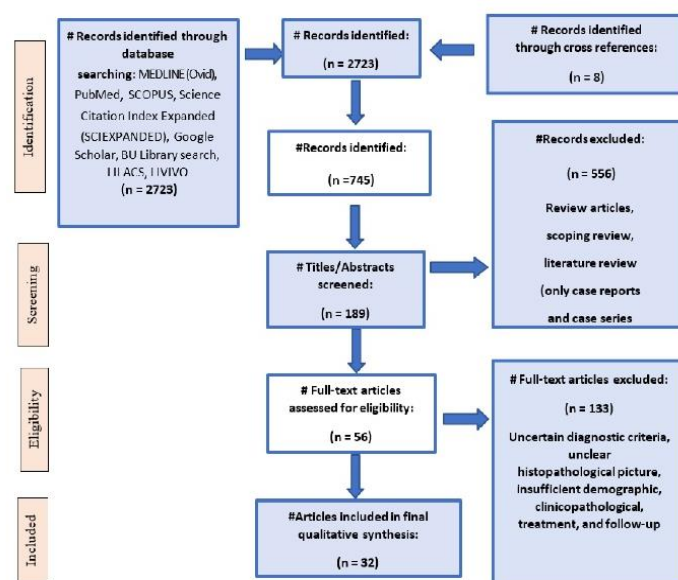 Identification
# Records identified through
database
searching: MEDLINE (Ovid),
PubMed, SCOPUS, Science
Citation Index Expanded
(SCIEXPANDED), Google
Scholar, BU Library search,
LILACS, LIVIVO
(n = 2723)
# Records identified:
(n = 2723)
# Records identified
through cross references:
(n = 8)
#Records identified:
(n =745)
#Records excluded:
(n = 556)
Review articles,
scoping review,
literature review
(only case reports
and case series
Screening
# Titles/Abstracts
screened:
(n = 189)
Eligibility
# Full-text articles
assessed for eligibility:
(n = 56)
# Full-text articles excluded:
(n = 133)
Uncertain diagnostic criteria,
unclear
histopathological picture,
insufficient demographic,
clinicopathological,
treatment, and follow-up
Included
#Articles included in final
qualitative synthesis:
(n = 32)